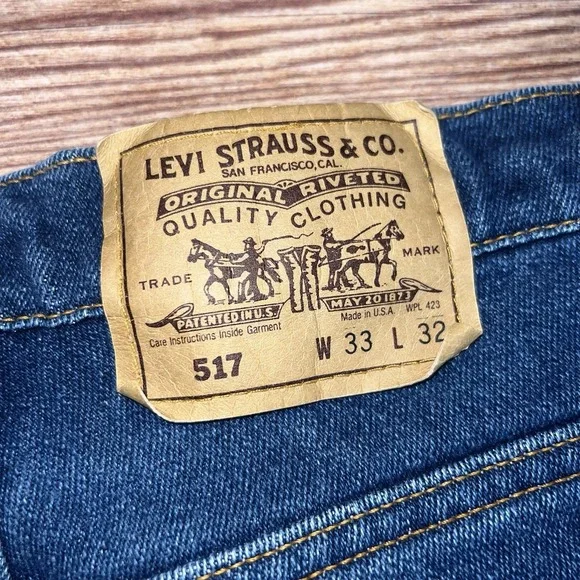 LEVI STRAUSS & CO.
SAN FRANCISCO, CAL.
ORIGINAL RIVETED
QUALITY CLOTHING
TRADE MARK
PATENTED IN U.S. MAY 20 1873
Care Instructions Inside Garment Made in U.S.A. WPL 423
517 W 33 L 32